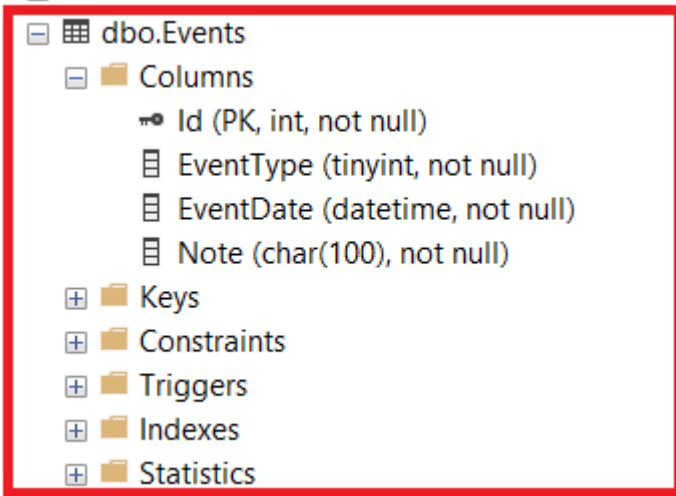 dbo.Events
Columns
Id (PK, int, not null)
EventType (tinyint, not null)
EventDate (datetime, not null)
Note (char(100), not null)
Keys
Constraints
Triggers
Indexes
Statistics